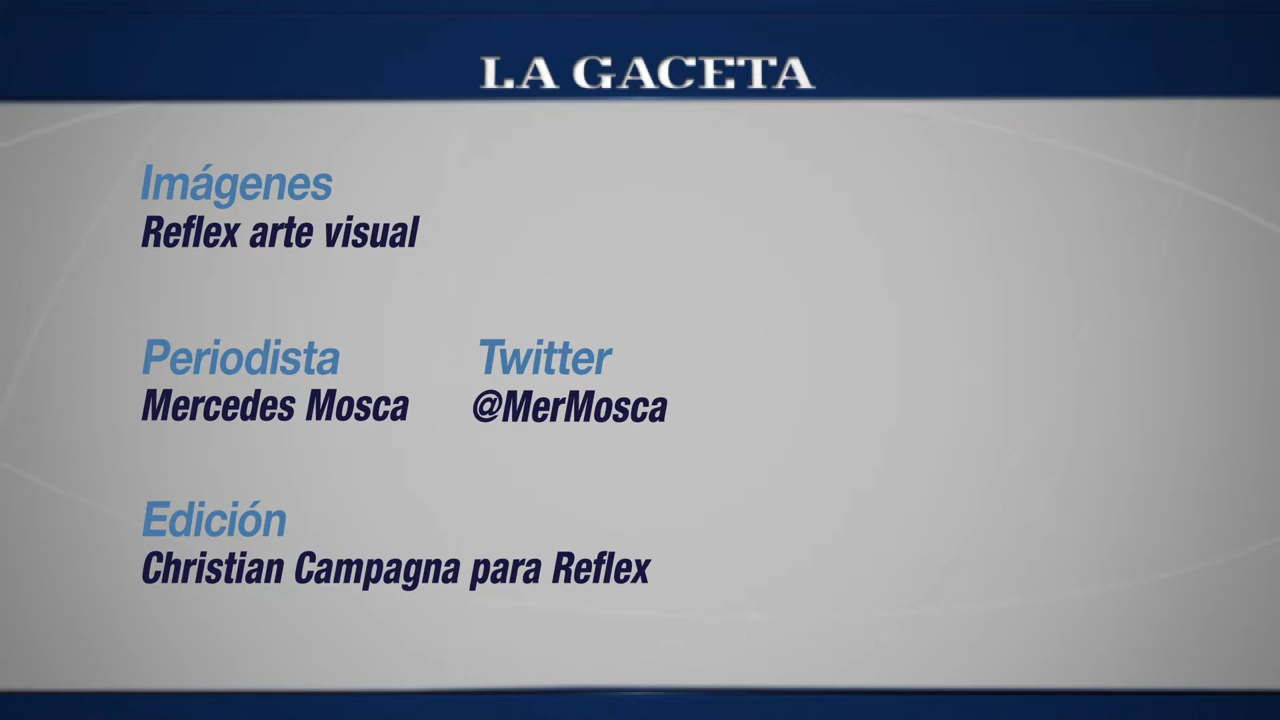 LA GACETA
Imágenes
Reflex arte visual
Periodista
Mercedes Mosca
Twitter
@MerMosca
Edición
Christian Campagna para Reflex